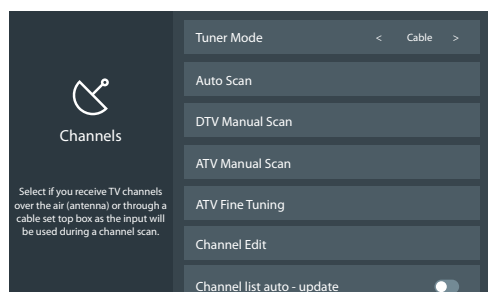 Channels
Select if you receive TV channels
over the air (antenna) or through a
cable set top box as the input will
be used during a channel scan.
Tuner Mode < Cable >
Auto Scan
DTV Manual Scan
ATV Manual Scan
ATV Fine Tuning
Channel Edit
Channel list auto - update